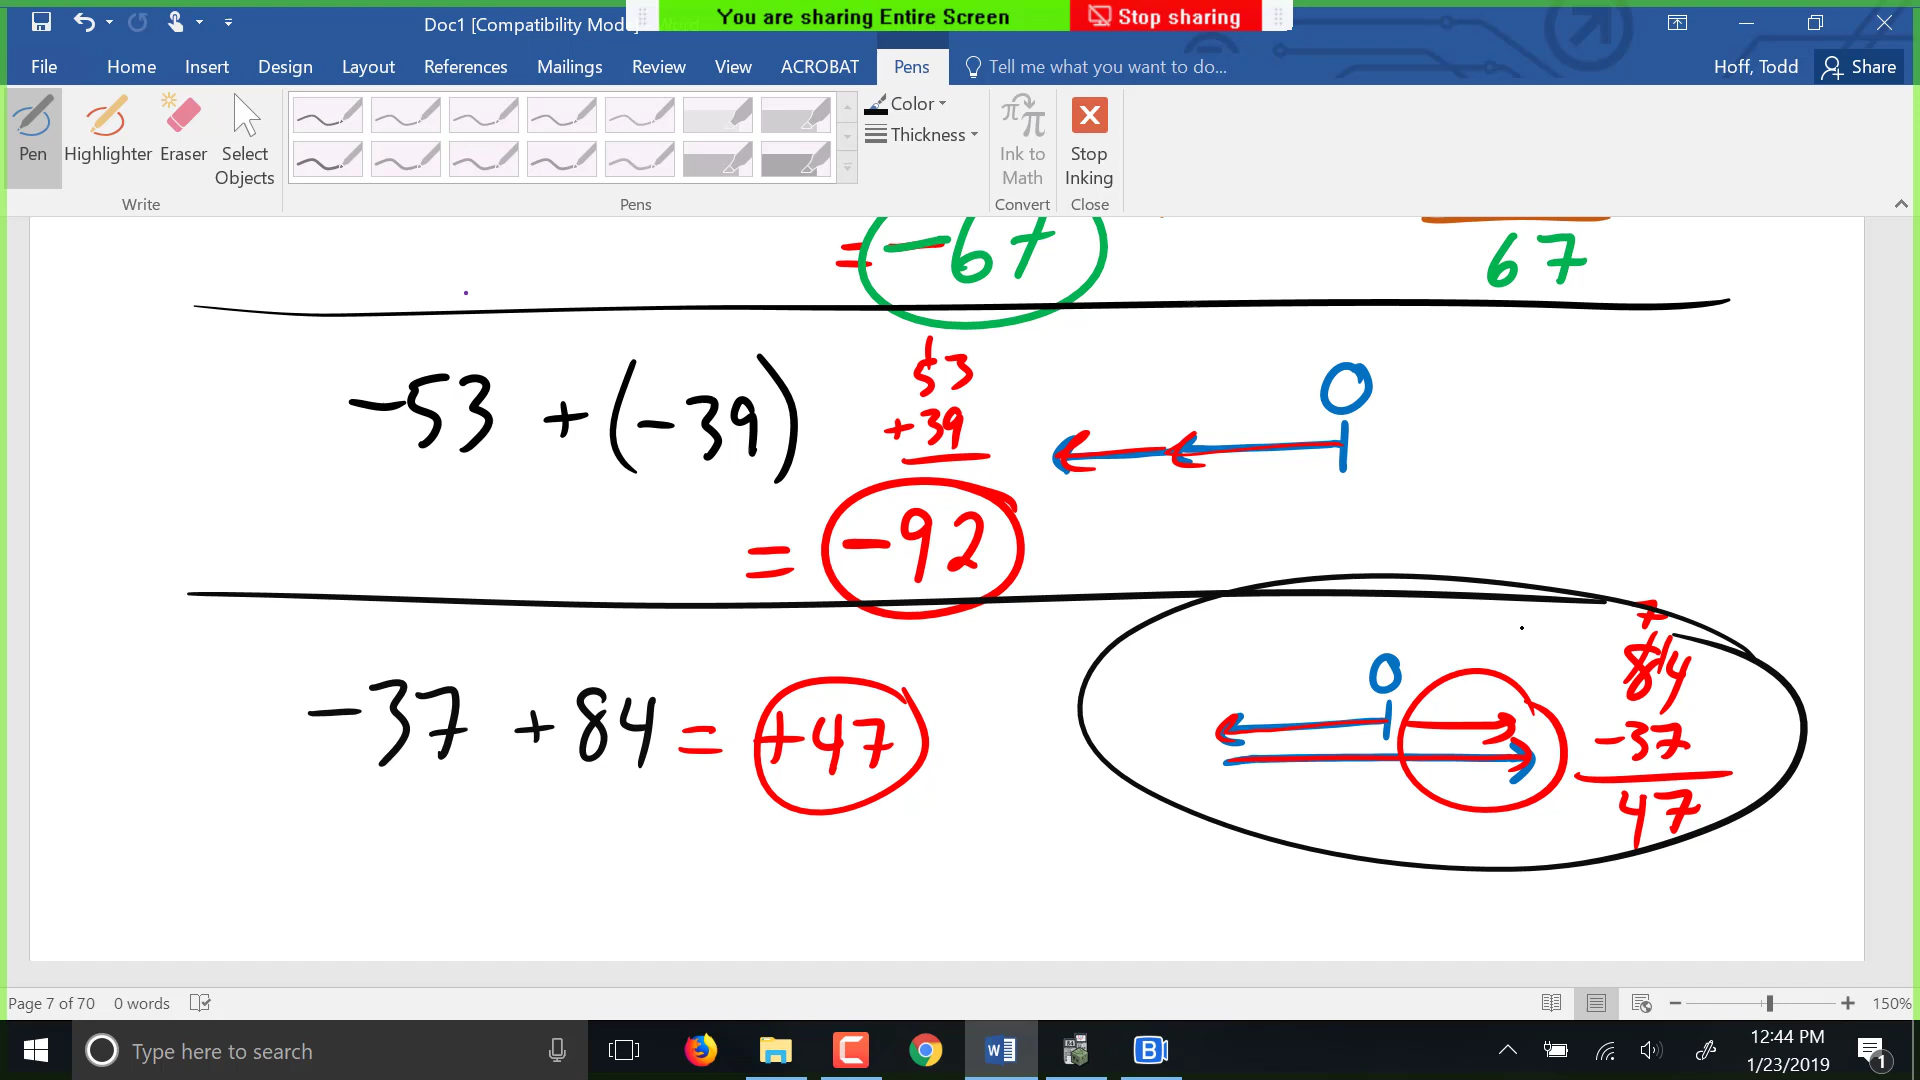 You are sharing Entire Screen
Stop sharing
Doc1 [Compatibility Mod
File Home Insert Design Layout References Mailings Review View ACROBAT Pens Tell me what you want to do... Hoff, Todd Share
Pen Highlighter Eraser Select Objects
Color
Thickness
Ink to Math
Stop Inking
Write Pens Convert Close
= -67
67
-53 + (-39)
1
53
+39
= -92
0
-37 + 84 = +47
0
7
84
-37
47
Page 7 of 70 0 words 150%
Type here to search
12:44 PM
1/23/2019
1